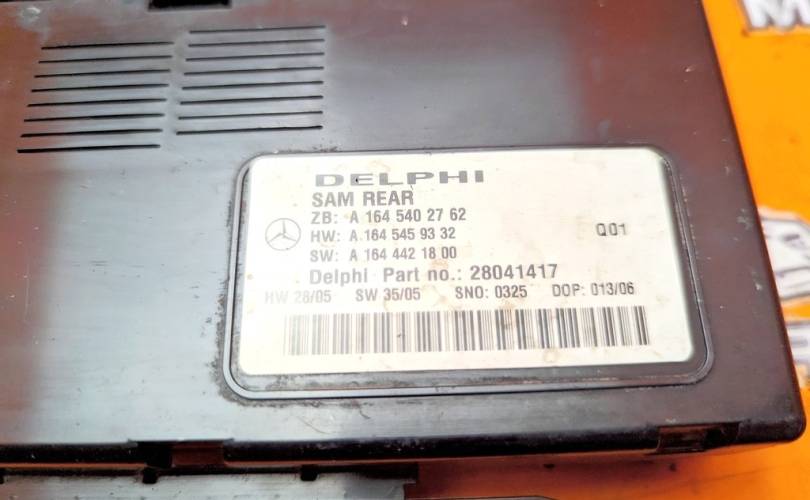 DELPHI
SAM REAR
ZB: A 164 540 27 62
HW: A 164 545 93 32 Q01
SW: A 164 442 18 00
Delphi Part no.: 28041417
HW 28/05 SW 35/05 SNO: 0325 DOP: 013/06